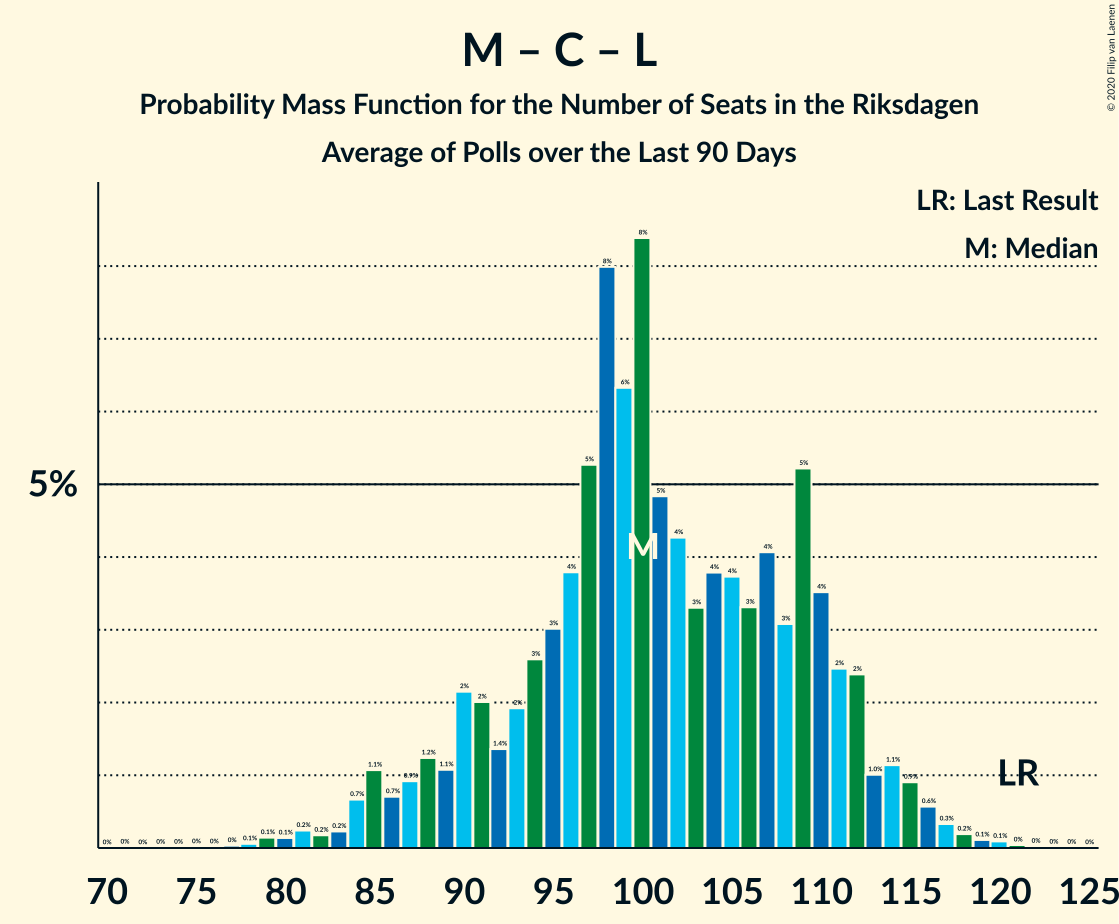 M – C – L
Probability Mass Function for the Number of Seats in the Riksdagen
Average of Polls over the Last 90 Days
© 2020 Filip van Laenen
LR: Last Result
M: Median
5%
0% 0% 0% 0% 0% 0% 0% 0% 0.1% 0.1% 0.1% 0.2% 0.2% 0.2% 0.7% 1.1% 0.7% 0.9% 1.2% 1.1% 2% 2% 1.4% 2% 3% 3% 4% 5% 8% 6% 8% 5% 4% 3% 4% 4% 3% 4% 3% 5% 4% 2% 2% 1.0% 1.1% 0.9% 0.6% 0.3% 0.2% 0.1% 0.1% 0% 0% 0% 0% 0%
M
LR
70 75 80 85 90 95 100 105 110 115 120 125